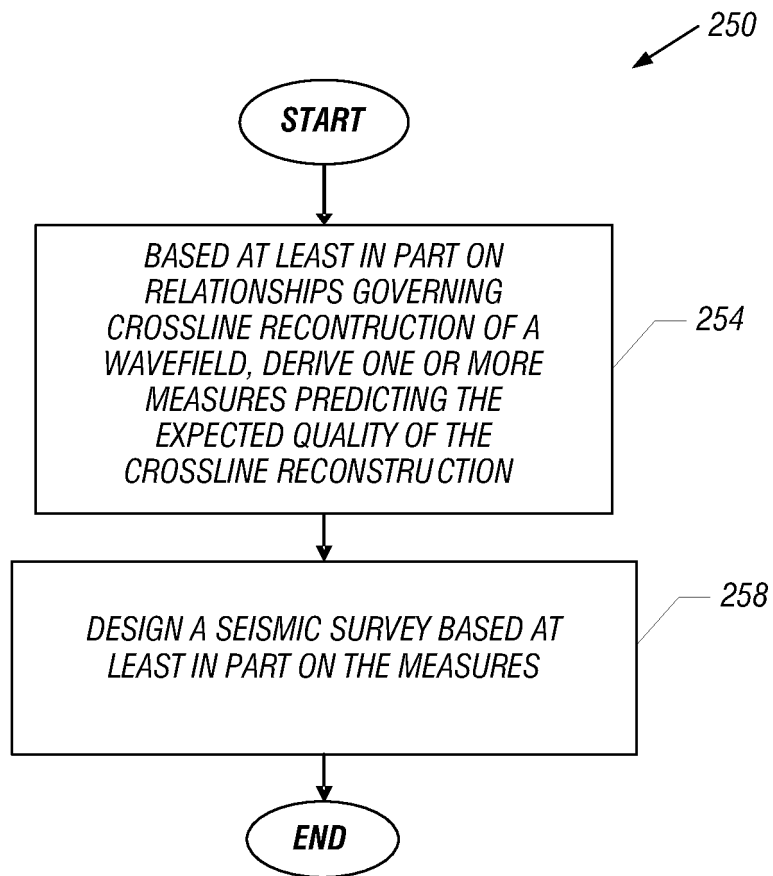 250
START
BASED AT LEAST IN PART ON
RELATIONSHIPS GOVERNING
CROSSLINE RECONTRUCTION OF A
WAVEFIELD, DERIVE ONE OR MORE
MEASURES PREDICTING THE
EXPECTED QUALITY OF THE
CROSSLINE RECONSTRUCTION
254
DESIGN A SEISMIC SURVEY BASED AT
LEAST IN PART ON THE MEASURES
258
END